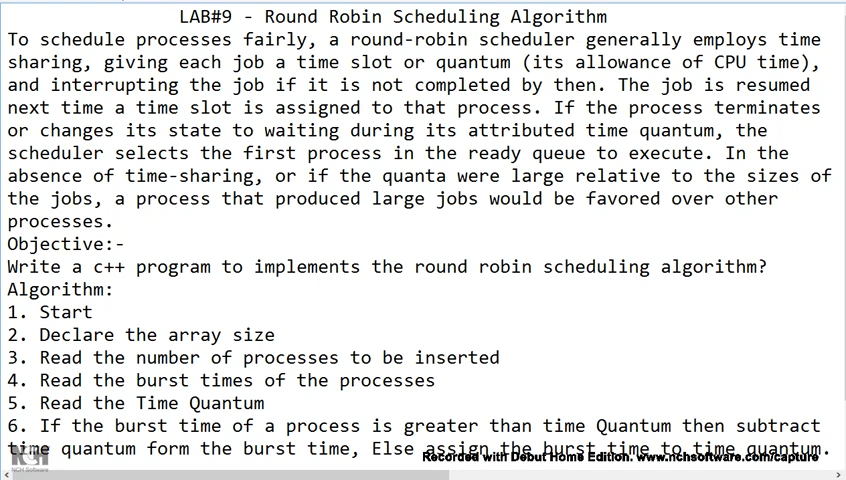 LAB#9 - Round Robin Scheduling Algorithm
To schedule processes fairly, a round-robin scheduler generally employs time
sharing, giving each job a time slot or quantum (its allowance of CPU time),
and interrupting the job if it is not completed by then. The job is resumed
next time a time slot is assigned to that process. If the process terminates
or changes its state to waiting during its attributed time quantum, the
scheduler selects the first process in the ready queue to execute. In the
absence of time-sharing, or if the quanta were large relative to the sizes of
the jobs, a process that produced large jobs would be favored over other
processes.
Objective:-
Write a c++ program to implements the round robin scheduling algorithm?
Algorithm:
1. Start
2. Declare the array size
3. Read the number of processes to be inserted
4. Read the burst times of the processes
5. Read the Time Quantum
6. If the burst time of a process is greater than time Quantum then subtract
time quantum form the burst time, Else assign the burst time to time quantum.
Recorded with Debut Home Edition. www.nchsoftware.com/capture
NCH
NCH Software